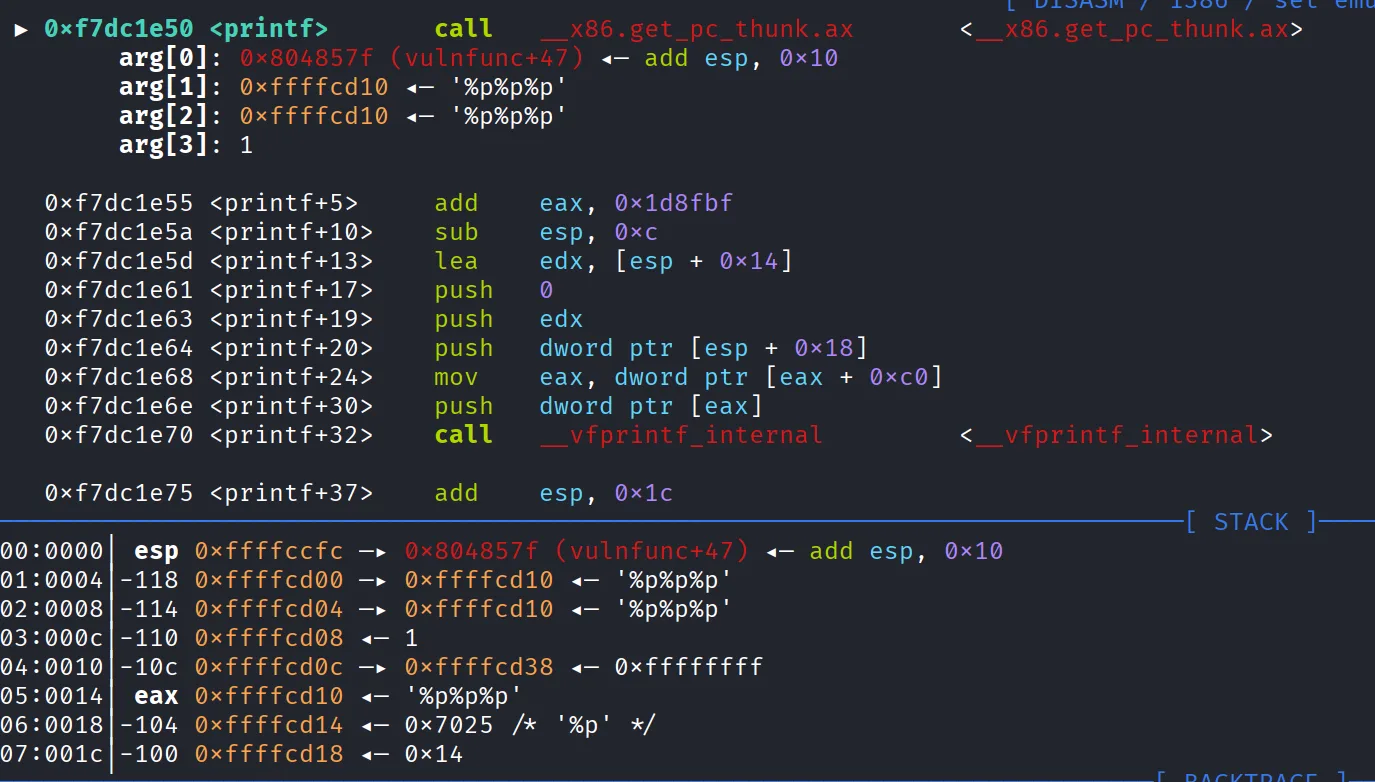 [ DISASM / i386 / set emu
► 0×f7dc1e50 <printf> call __x86.get_pc_thunk.ax <__x86.get_pc_thunk.ax>
arg[0]: 0×804857f (vulnfunc+47) ◂— add esp, 0×10
arg[1]: 0×ffffcd10 ◂— '%p%p%p'
arg[2]: 0×ffffcd10 ◂— '%p%p%p'
arg[3]: 1
0×f7dc1e55 <printf+5> add eax, 0×1d8fbf
0×f7dc1e5a <printf+10> sub esp, 0×c
0×f7dc1e5d <printf+13> lea edx, [esp + 0×14]
0×f7dc1e61 <printf+17> push 0
0×f7dc1e63 <printf+19> push edx
0×f7dc1e64 <printf+20> push dword ptr [esp + 0×18]
0×f7dc1e68 <printf+24> mov eax, dword ptr [eax + 0×c0]
0×f7dc1e6e <printf+30> push dword ptr [eax]
0×f7dc1e70 <printf+32> call __vfprintf_internal <__vfprintf_internal>
0×f7dc1e75 <printf+37> add esp, 0×1c
[ STACK ]
00:0000│ esp 0×ffffccfc —▸ 0×804857f (vulnfunc+47) ◂— add esp, 0×10
01:0004│-118 0×ffffcd00 —▸ 0×ffffcd10 ◂— '%p%p%p'
02:0008│-114 0×ffffcd04 —▸ 0×ffffcd10 ◂— '%p%p%p'
03:000c│-110 0×ffffcd08 ◂— 1
04:0010│-10c 0×ffffcd0c —▸ 0×ffffcd38 ◂— 0×ffffffff
05:0014│ eax 0×ffffcd10 ◂— '%p%p%p'
06:0018│-104 0×ffffcd14 ◂— 0×7025 /* '%p' */
07:001c│-100 0×ffffcd18 ◂— 0×14
[ BACKTRACE ]